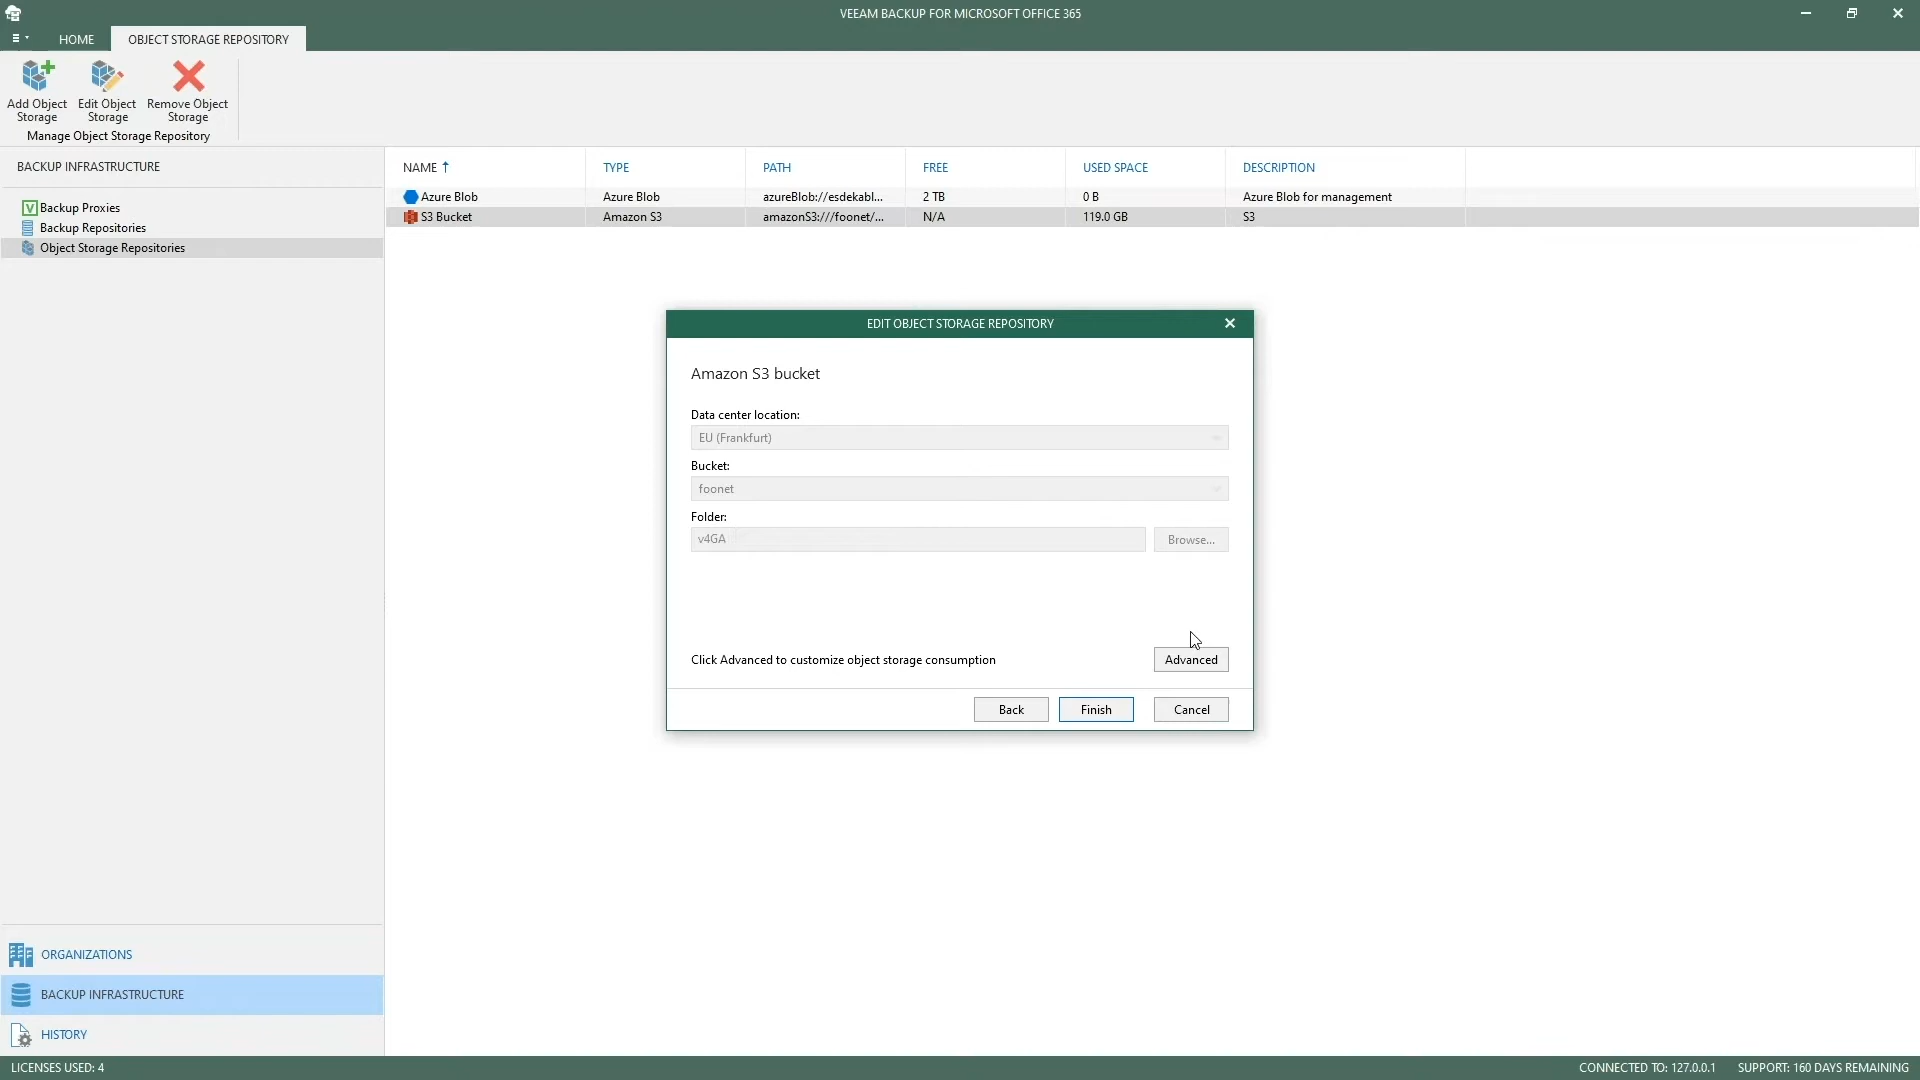 VEEAM BACKUP FOR MICROSOFT OFFICE 365
HOME
OBJECT STORAGE REPOSITORY
Add Object
Storage
Edit Object
Storage
Remove Object
Storage
Manage Object Storage Repository
BACKUP INFRASTRUCTURE
Backup Proxies
Backup Repositories
Object Storage Repositories
NAME TYPE PATH FREE USED SPACE DESCRIPTION
Azure Blob Azure Blob azureBlob://esdekabl... 2 TB 0 B Azure Blob for management
S3 Bucket Amazon S3 amazonS3:///foonet/... N/A 119.0 GB S3
EDIT OBJECT STORAGE REPOSITORY
Amazon S3 bucket
Data center location:
EU (Frankfurt)
Bucket:
foonet
Folder:
v4GA
Browse...
Click Advanced to customize object storage consumption
Advanced
Back
Finish
Cancel
ORGANIZATIONS
BACKUP INFRASTRUCTURE
HISTORY
LICENSES USED: 4
CONNECTED TO: 127.0.0.1
SUPPORT: 160 DAYS REMAINING